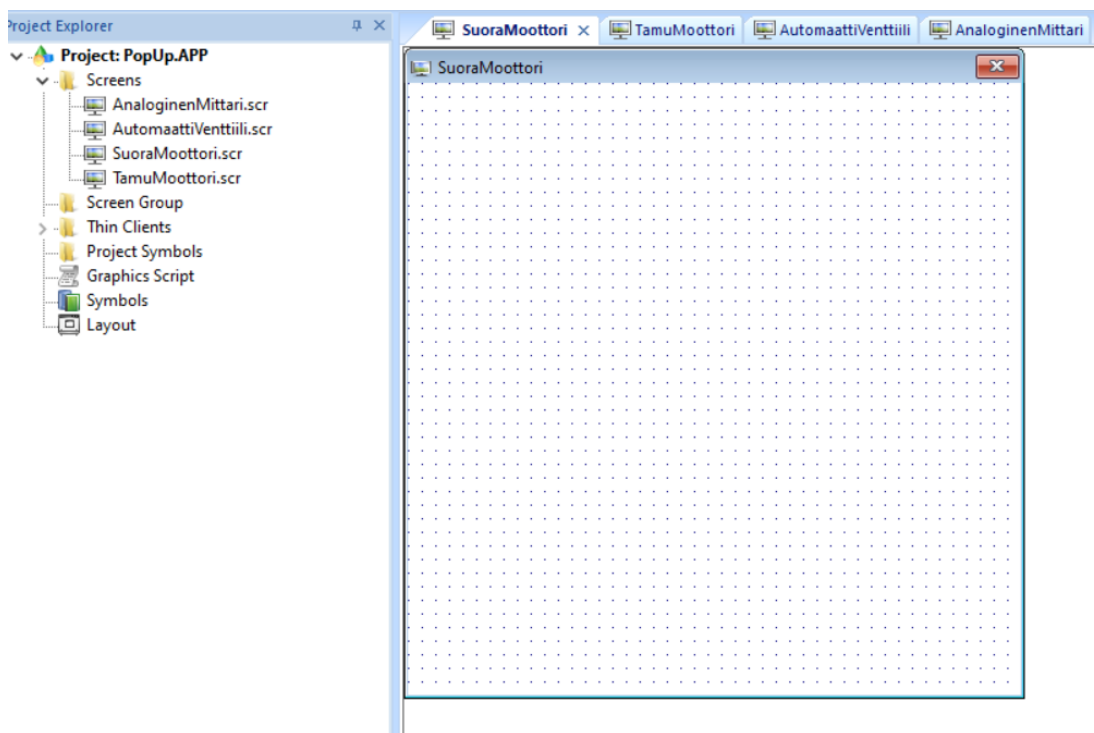 Project Explorer
Project: PopUp.APP
Screens
AnaloginenMittari.scr
AutomaattiVenttiili.scr
SuoraMoottori.scr
TamuMoottori.scr
Screen Group
Thin Clients
Project Symbols
Graphics Script
Symbols
Layout
SuoraMoottori TamuMoottori AutomaattiVenttiili AnaloginenMittari
SuoraMoottori